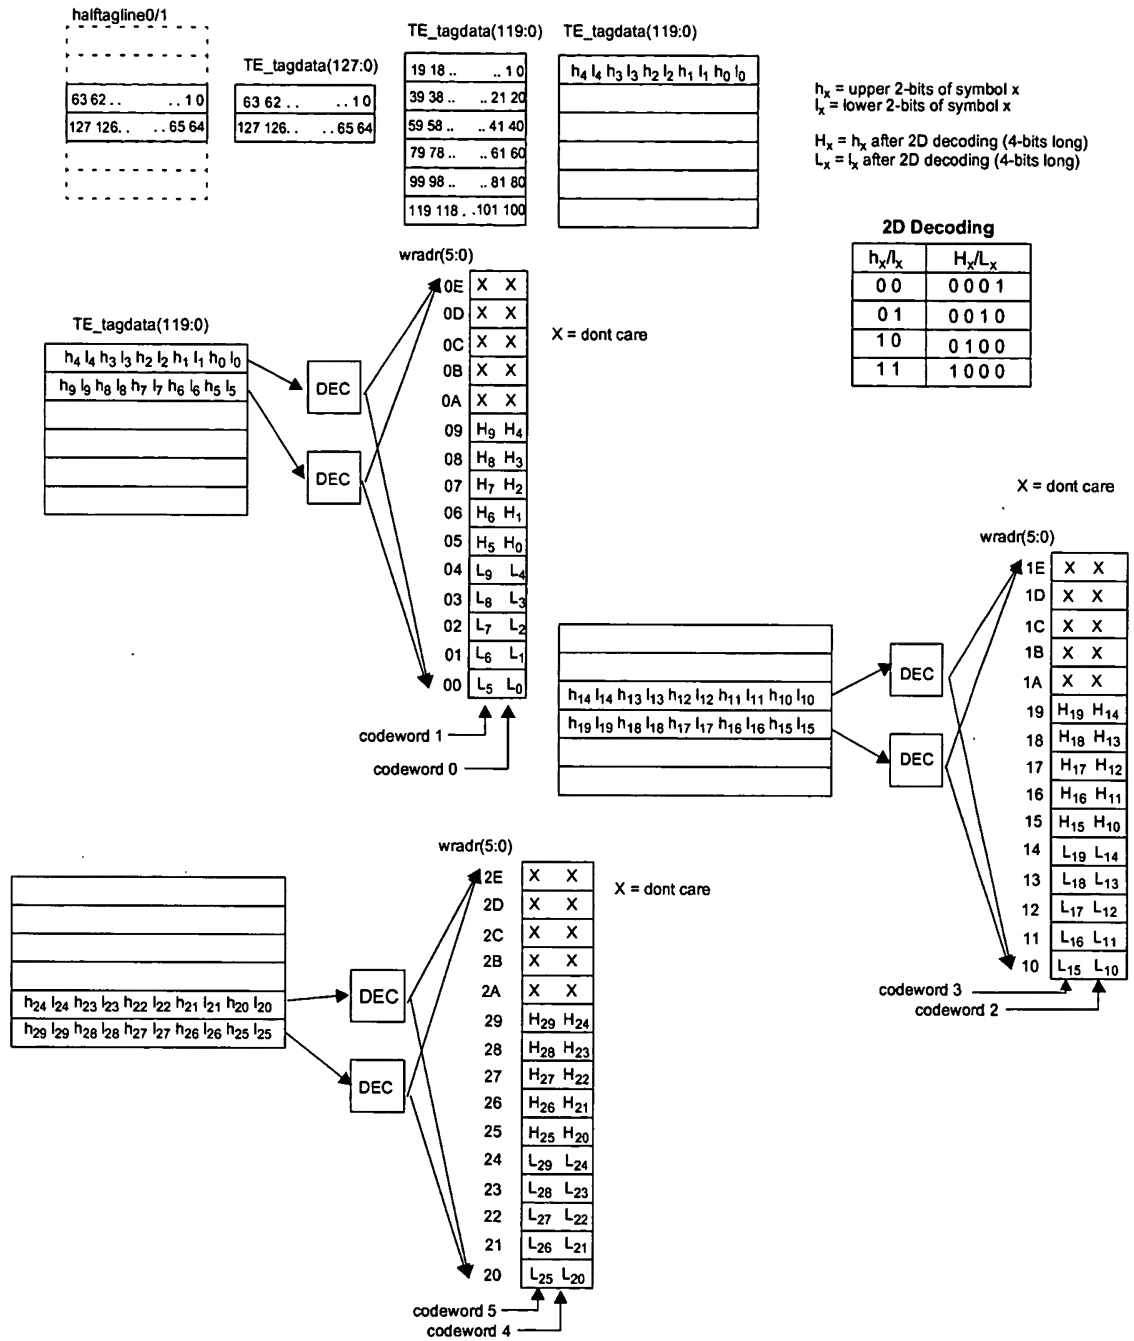 halftagline0/1
63 62 . . . . 1 0
127 126. . . . 65 64
TE_tagdata(127:0)
63 62 . . . . 1 0
127 126. . . . 65 64
TE_tagdata(119:0)
19 18 . . . . 1 0
39 38 . . . . 21 20
59 58 . . . . 41 40
79 78 . . . . 61 60
99 98 . . . . 81 80
119 118 . . 101 100
TE_tagdata(119:0)
h4 l4 h3 l3 h2 l2 h1 l1 h0 l0
hx = upper 2-bits of symbol x
lx = lower 2-bits of symbol x
Hx = hx after 2D decoding (4-bits long)
Lx = lx after 2D decoding (4-bits long)
2D Decoding
hx/lx Hx/Lx
0 0 0 0 0 1
0 1 0 0 1 0
1 0 0 1 0 0
1 1 1 0 0 0
TE_tagdata(119:0)
h4 l4 h3 l3 h2 l2 h1 l1 h0 l0
h9 l9 h8 l8 h7 l7 h6 l6 h5 l5
DEC
DEC
wradr(5:0)
0E X X
0D X X
0C X X
0B X X
0A X X
09 H9 H4
08 H8 H3
07 H7 H2
06 H6 H1
05 H5 H0
04 L9 L4
03 L8 L3
02 L7 L2
01 L6 L1
00 L5 L0
X = dont care
codeword 1
codeword 0
h14 l14 h13 l13 h12 l12 h11 l11 h10 l10
h19 l19 h18 l18 h17 l17 h16 l16 h15 l15
DEC
DEC
X = dont care
wradr(5:0)
1E X X
1D X X
1C X X
1B X X
1A X X
19 H19 H14
18 H18 H13
17 H17 H12
16 H16 H11
15 H15 H10
14 L19 L14
13 L18 L13
12 L17 L12
11 L16 L11
10 L15 L10
codeword 3
codeword 2
h24 l24 h23 l23 h22 l22 h21 l21 h20 l20
h29 l29 h28 l28 h27 l27 h26 l26 h25 l25
DEC
DEC
wradr(5:0)
2E X X
2D X X
2C X X
2B X X
2A X X
29 H29 H24
28 H28 H23
27 H27 H22
26 H26 H21
25 H25 H20
24 L29 L24
23 L28 L23
22 L27 L22
21 L26 L21
20 L25 L20
X = dont care
codeword 5
codeword 4